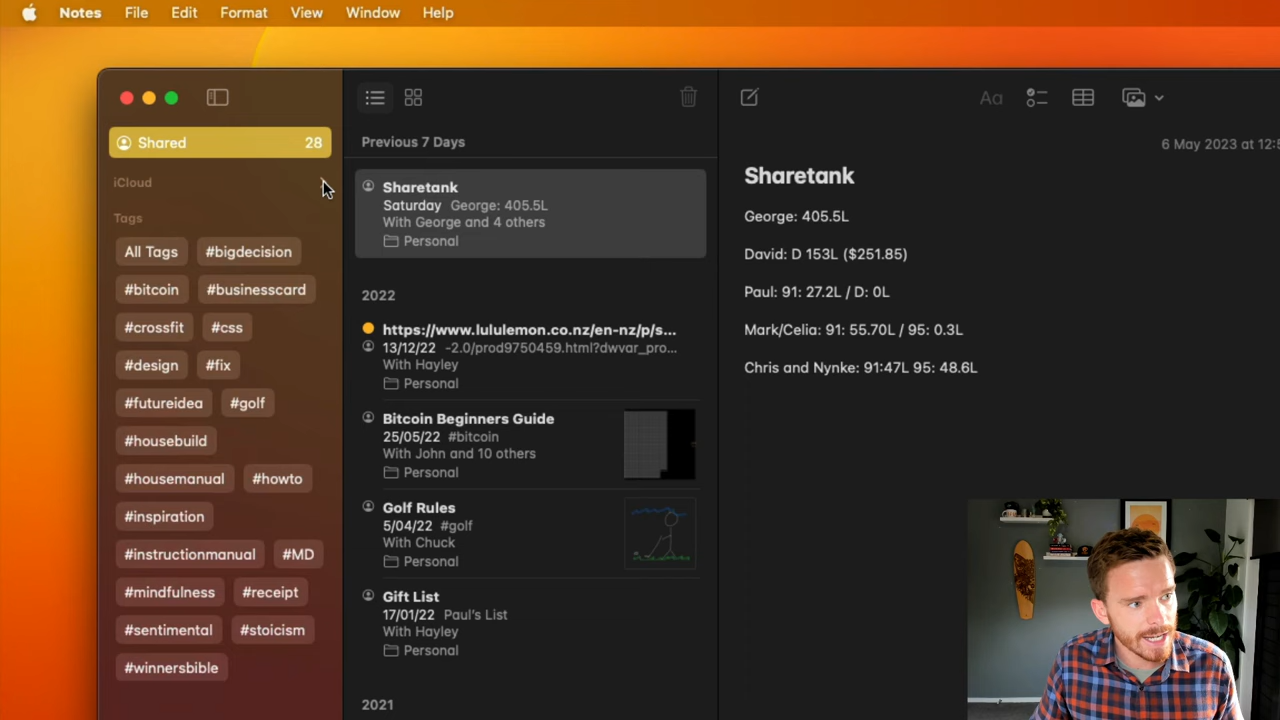 Notes File Edit Format View Window Help
Shared 28
iCloud
Tags
All Tags #bigdecision
#bitcoin #businesscard
#crossfit #css
#design #fix
#futureidea #golf
#housebuild
#housemanual #howto
#inspiration
#instructionmanual #MD
#mindfulness #receipt
#sentimental #stoicism
#winnersbible
Previous 7 Days
Sharetank
Saturday George: 405.5L
With George and 4 others
Personal
2022
https://www.lululemon.co.nz/en-nz/p/s...
13/12/22 -2.0/prod9750459.html?dwvar_pro...
With Hayley
Personal
Bitcoin Beginners Guide
25/05/22 #bitcoin
With John and 10 others
Personal
Golf Rules
5/04/22 #golf
With Chuck
Personal
Gift List
17/01/22 Paul's List
With Hayley
Personal
2021
Aa
6 May 2023 at 12:5
Sharetank
George: 405.5L
David: D 153L ($251.85)
Paul: 91: 27.2L / D: 0L
Mark/Celia: 91: 55.70L / 95: 0.3L
Chris and Nynke: 91:47L 95: 48.6L